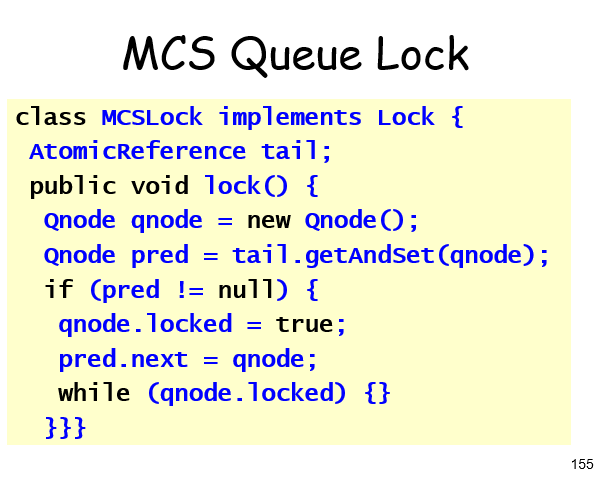 MCS Queue Lock
class MCSLock implements Lock {
AtomicReference tail;
public void lock() {
Qnode qnode = new Qnode();
Qnode pred = tail.getAndSet(qnode);
if (pred != null) {
qnode.locked = true;
pred.next = qnode;
while (qnode.locked) {}
}}}
155